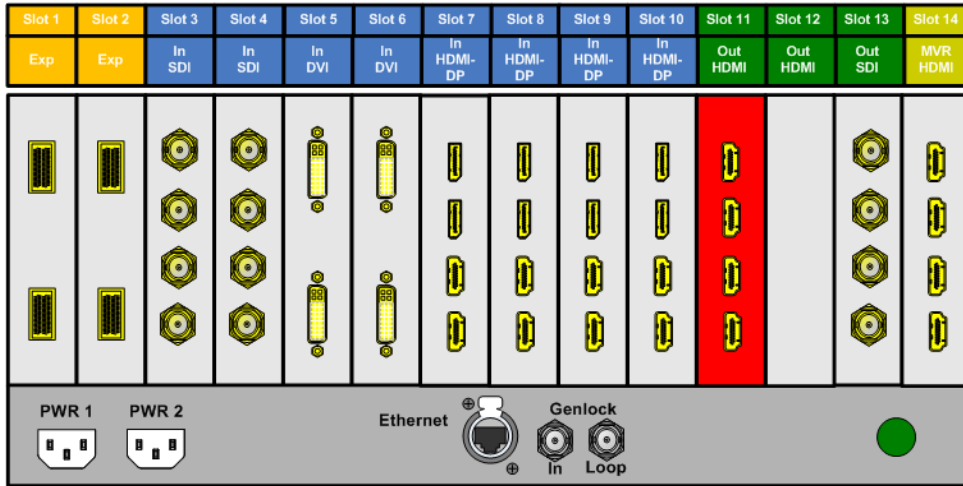 Slot 1 Slot 2 Slot 3 Slot 4 Slot 5 Slot 6 Slot 7 Slot 8 Slot 9 Slot 10 Slot 11 Slot 12 Slot 13 Slot 14
Exp Exp In SDI In SDI In DVI In DVI In HDMI-DP In HDMI-DP In HDMI-DP In HDMI-DP Out HDMI Out HDMI Out SDI MVR HDMI
PWR 1 PWR 2 Ethernet Genlock
In Loop